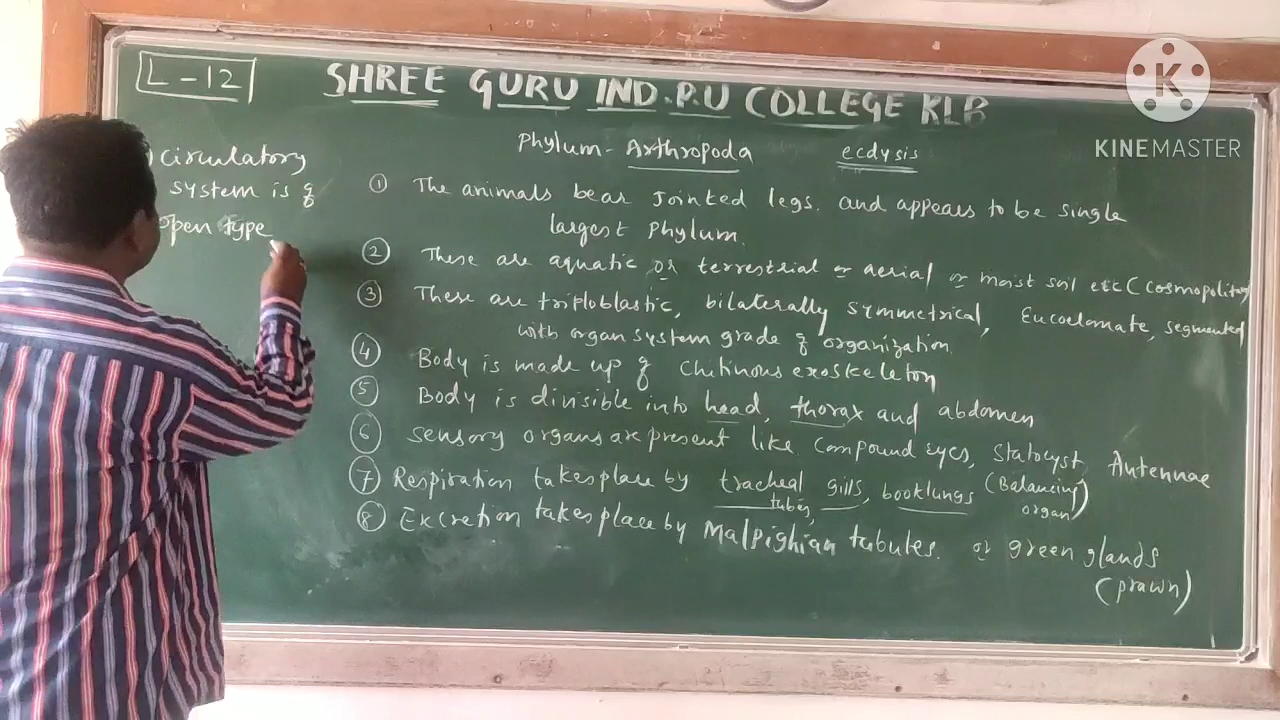 L-12
SHREE GURU IND.P.U COLLEGE KLB
K
KINEMASTER
Phylum - Arthropoda ecdysis
① The animals bear Jointed legs. and appears to be single
largest Phylum.
② These are aquatic or terrestrial or aerial or moist soil etc (cosmopolitan
③ These are triploblastic, bilaterally symmetrical, Eucoelomate, segmented
with organ system grade of organization
④ Body is made up of Chitinous exoskeleton
⑤ Body is divisible into head, thorax and abdomen
⑥ Sensory organs are present like Compound eyes, Statocyst, Antennae
(Balancing organ)
⑦ Respiration takes place by tracheal tubes, gills, booklungs
⑧ Excretion takes place by Malpighian tubules. or green glands
(prawn)
) Circulatory
system is of
Open type